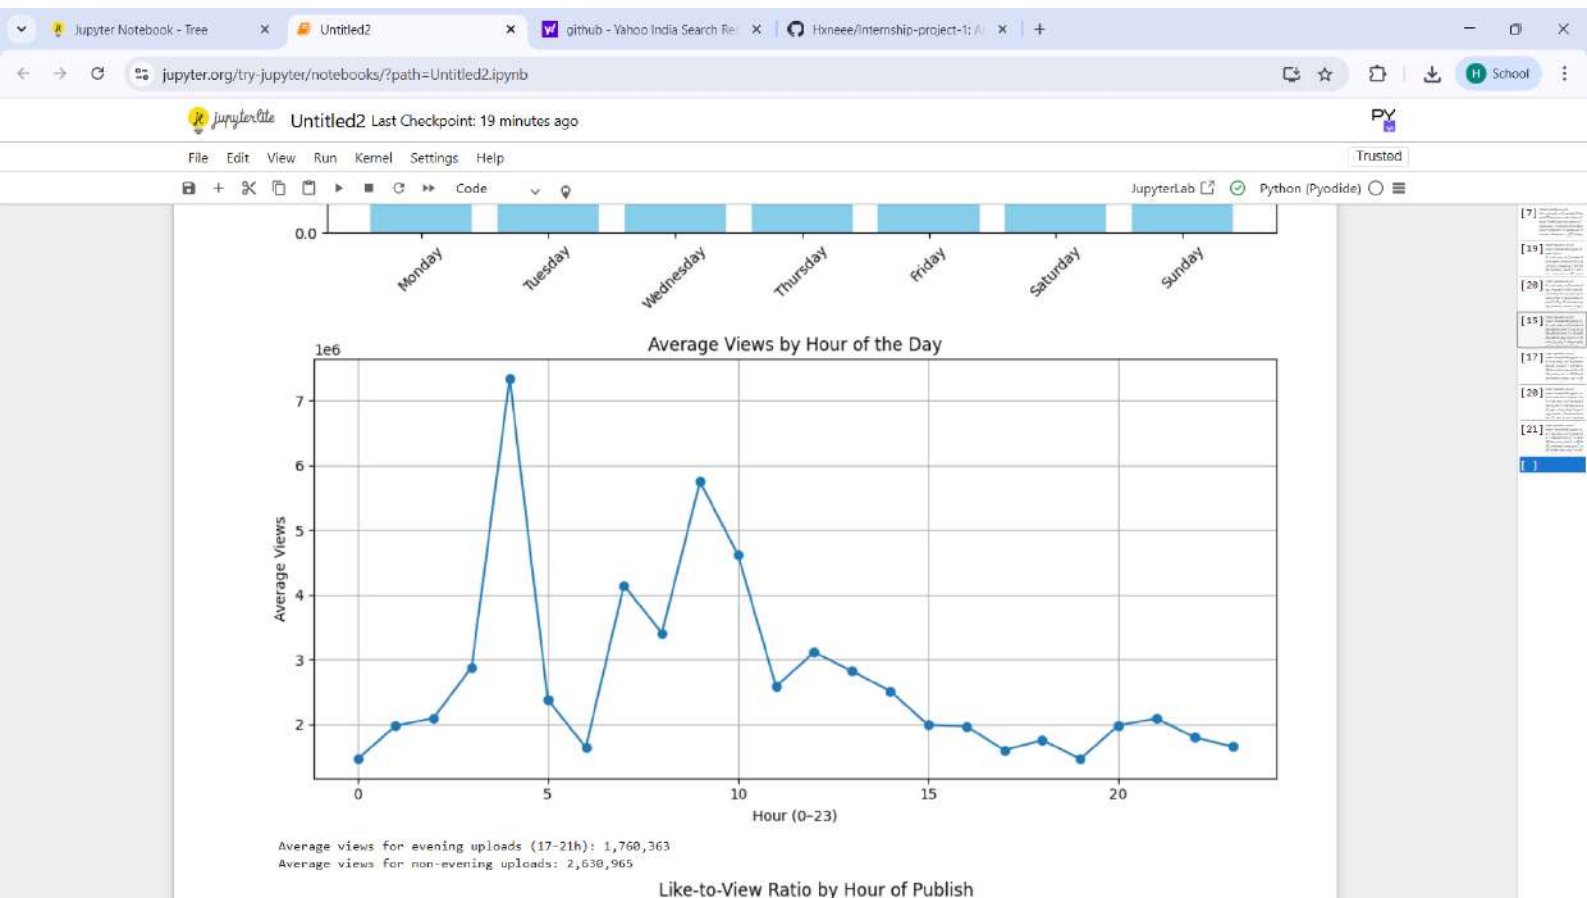 Jupyter Notebook - Tree
Untitled2
github - Yahoo India Search Re
Hxneee/Internship-project-1: A
jupyter.org/try-jupyter/notebooks/?path=Untitled2.ipynb
School
H
jupyterlite Untitled2 Last Checkpoint: 19 minutes ago
PY
File Edit View Run Kernel Settings Help
Trusted
Code
JupyterLab
Python (Pyodide)
0.0
Monday
Tuesday
Wednesday
Thursday
Friday
Saturday
Sunday
[7]
[19]
[20]
[15]
[17]
[20]
[21]
[ ]
Average Views by Hour of the Day
1e6
7
6
5
4
3
2
Average Views
0 5 10 15 20
Hour (0–23)
Average views for evening uploads (17-21h): 1,760,363
Average views for non-evening uploads: 2,630,965
Like-to-View Ratio by Hour of Publish